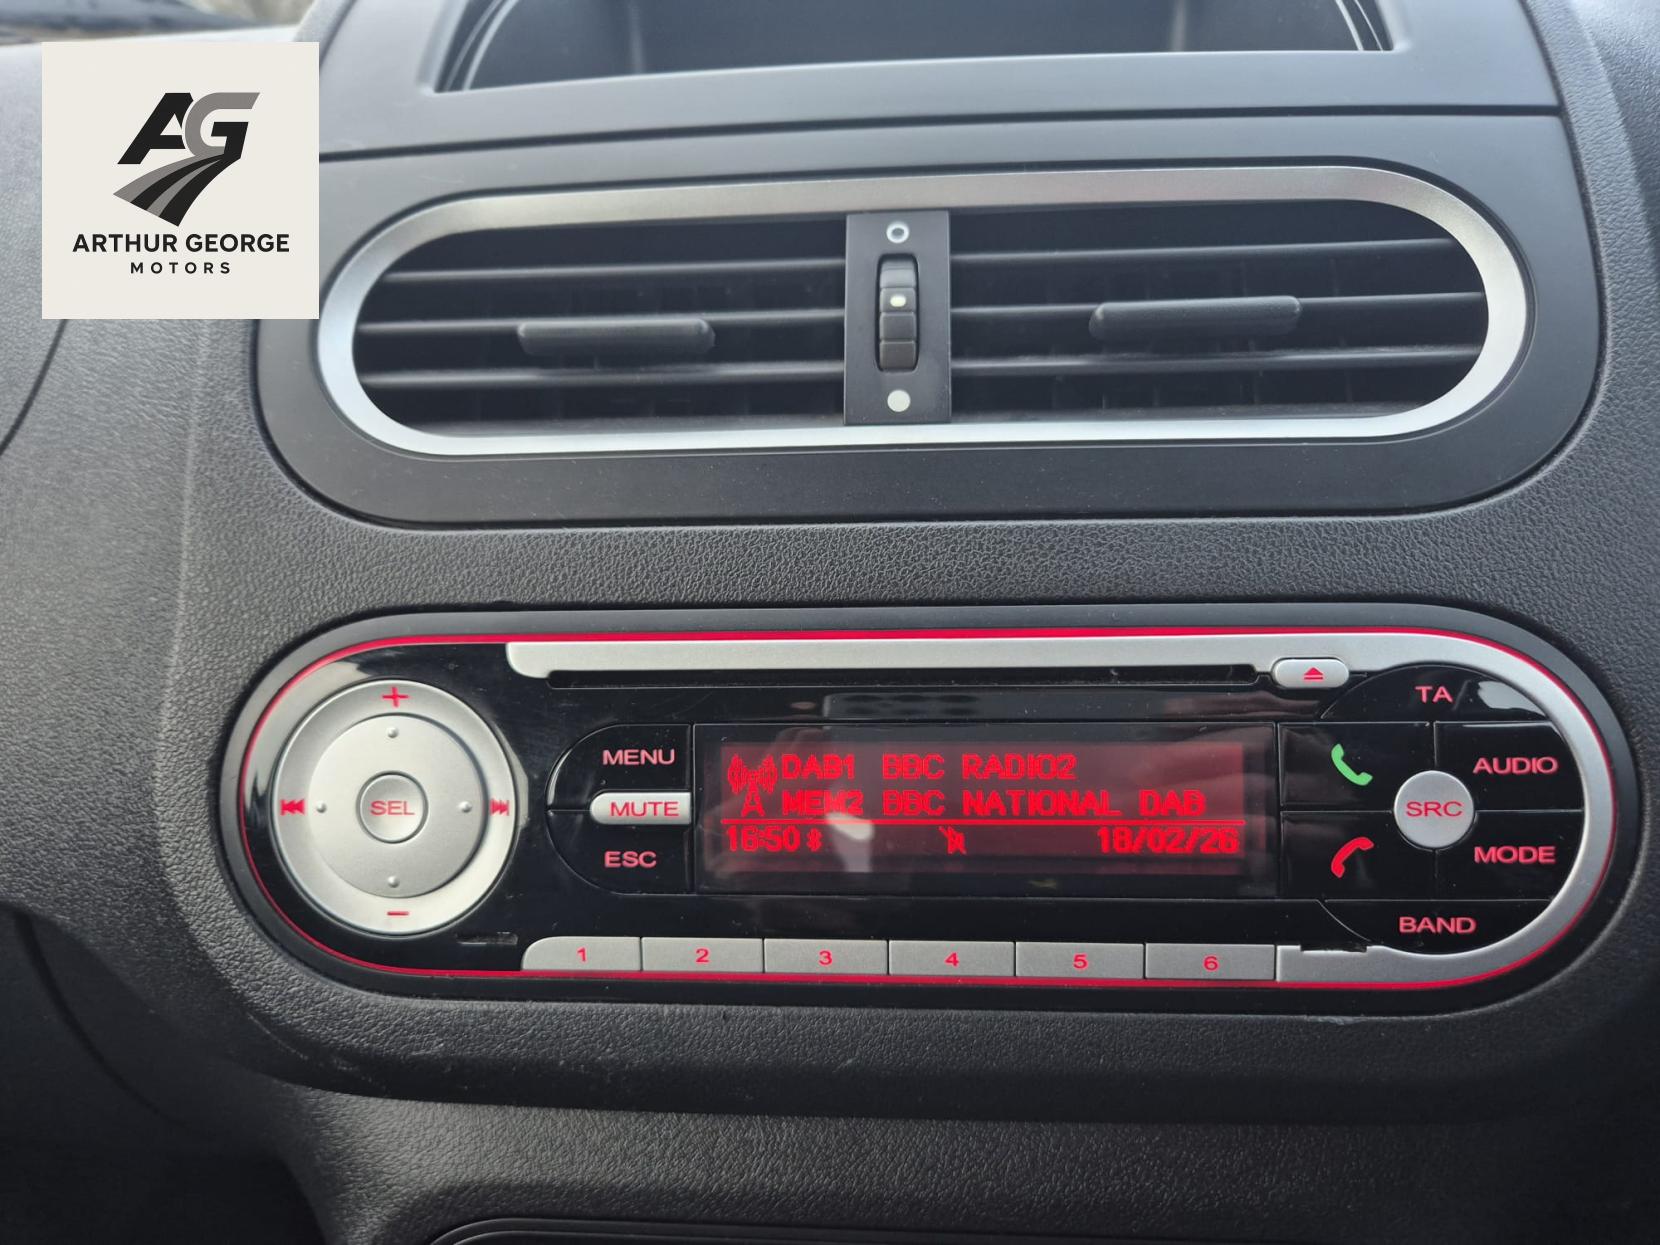 AG
ARTHUR GEORGE
MOTORS
TA
MENU
MUTE
ESC
SEL
DAB1 BBC RADIO2
MEM2 BBC NATIONAL DAB
16:50
18/02/26
AUDIO
SRC
MODE
BAND
1 2 3 4 5 6